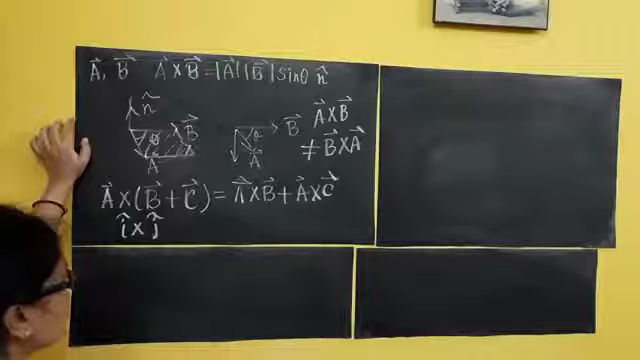 A⃗, B⃗   A⃗ × B⃗ = |A⃗| |B⃗| sinθ n̂
n̂
θ B⃗
A⃗
θ B⃗
A⃗
A⃗ × B⃗
≠ B⃗ × A⃗
A⃗ × (B⃗ + C⃗) = A⃗ × B⃗ + A⃗ × C⃗
î × ĵ